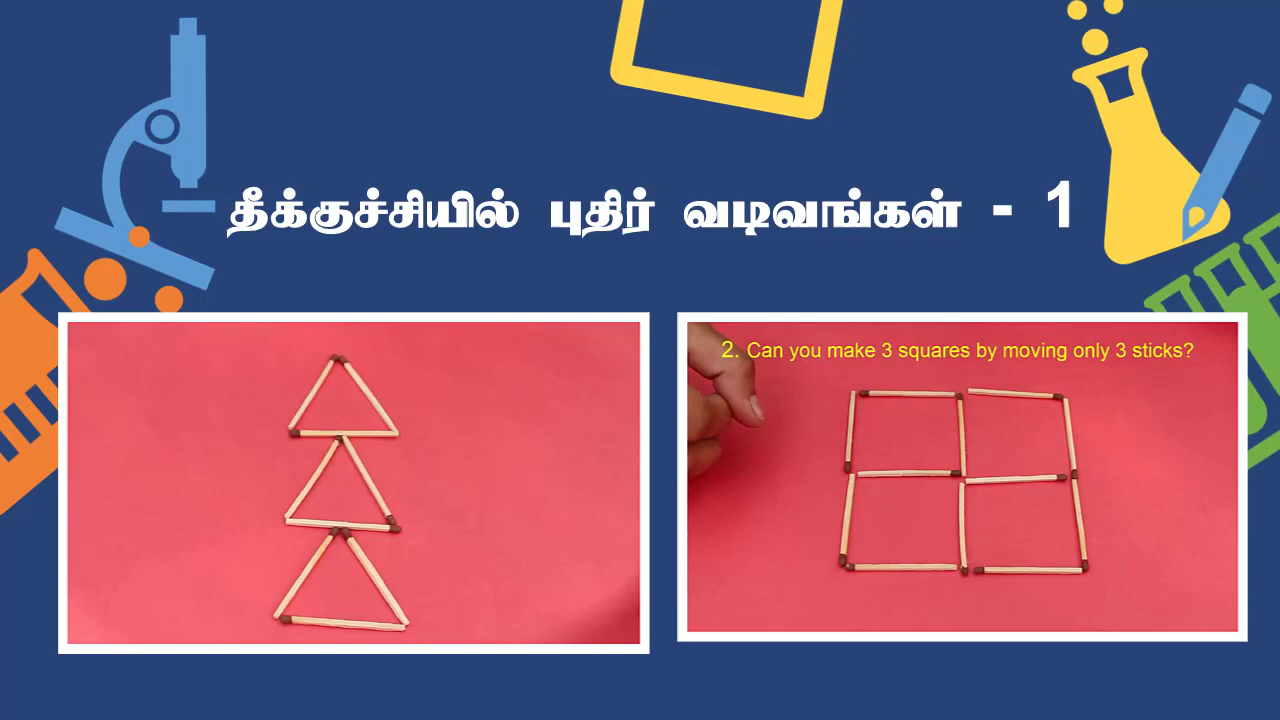 தீக்குச்சியில் புதிர் வடிவங்கள் - 1
2. Can you make 3 squares by moving only 3 sticks?